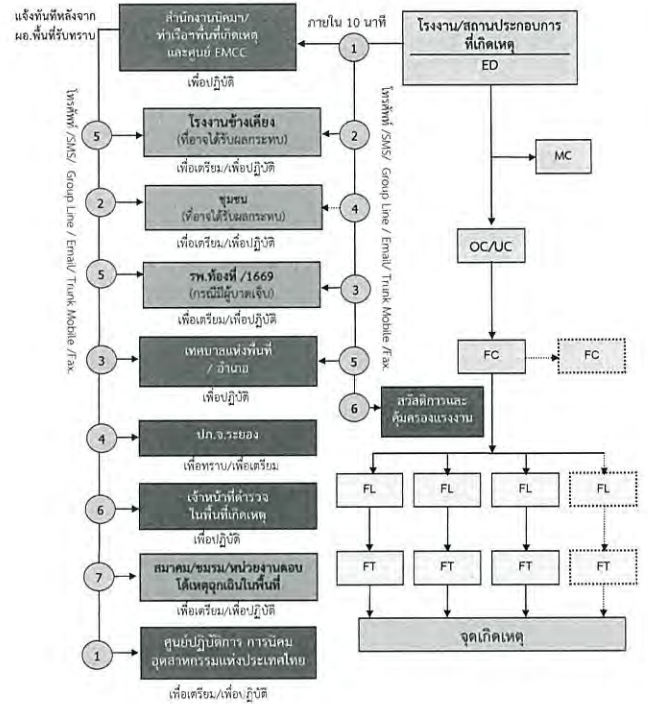 แจ้งทันทีหลังจาก
ผอ.พื้นที่รับทราบ
สำนักงานนิคมฯ/
ท่าเรือฯพื้นที่เกิดเหตุ
และศูนย์ EMCC
เพื่อปฏิบัติ
ภายใน 10 นาที
1
โรงงาน/สถานประกอบการ
ที่เกิดเหตุ
ED
โทรศัพท์ /SMS/ Group Line / Email/ Trunk Mobile /Fax.
5
โรงงานข้างเคียง
(ที่อาจได้รับผลกระทบ)
เพื่อเตรียม/เพื่อปฏิบัติ
2
2
ชุมชน
(ที่อาจได้รับผลกระทบ)
เพื่อเตรียม/เพื่อปฏิบัติ
4
5
รพ.ท้องที่ /1669
(กรณีมีผู้บาดเจ็บ)
เพื่อเตรียม/เพื่อปฏิบัติ
3
3
เทศบาลแห่งพื้นที่
/ อำเภอ
เพื่อปฏิบัติ
5
โทรศัพท์ /SMS/ Group Line / Email/ Trunk Mobile /Fax.
6
สวัสดิการและ
คุ้มครองแรงงาน
4
ปภ.จ.ระยอง
เพื่อทราบ/เพื่อเตรียม
6
เจ้าหน้าที่ตำรวจ
ในพื้นที่เกิดเหตุ
เพื่อปฏิบัติ
7
สมาคม/ชมรม/หน่วยงานตอบ
โต้เหตุฉุกเฉินในพื้นที่
เพื่อเตรียม/เพื่อปฏิบัติ
1
ศูนย์ปฏิบัติการ การนิคม
อุตสาหกรรมแห่งประเทศไทย
เพื่อเตรียม/เพื่อปฏิบัติ
MC
OC/UC
FC
FC
FL
FL
FL
FL
FT
FT
FT
FT
จุดเกิดเหตุ